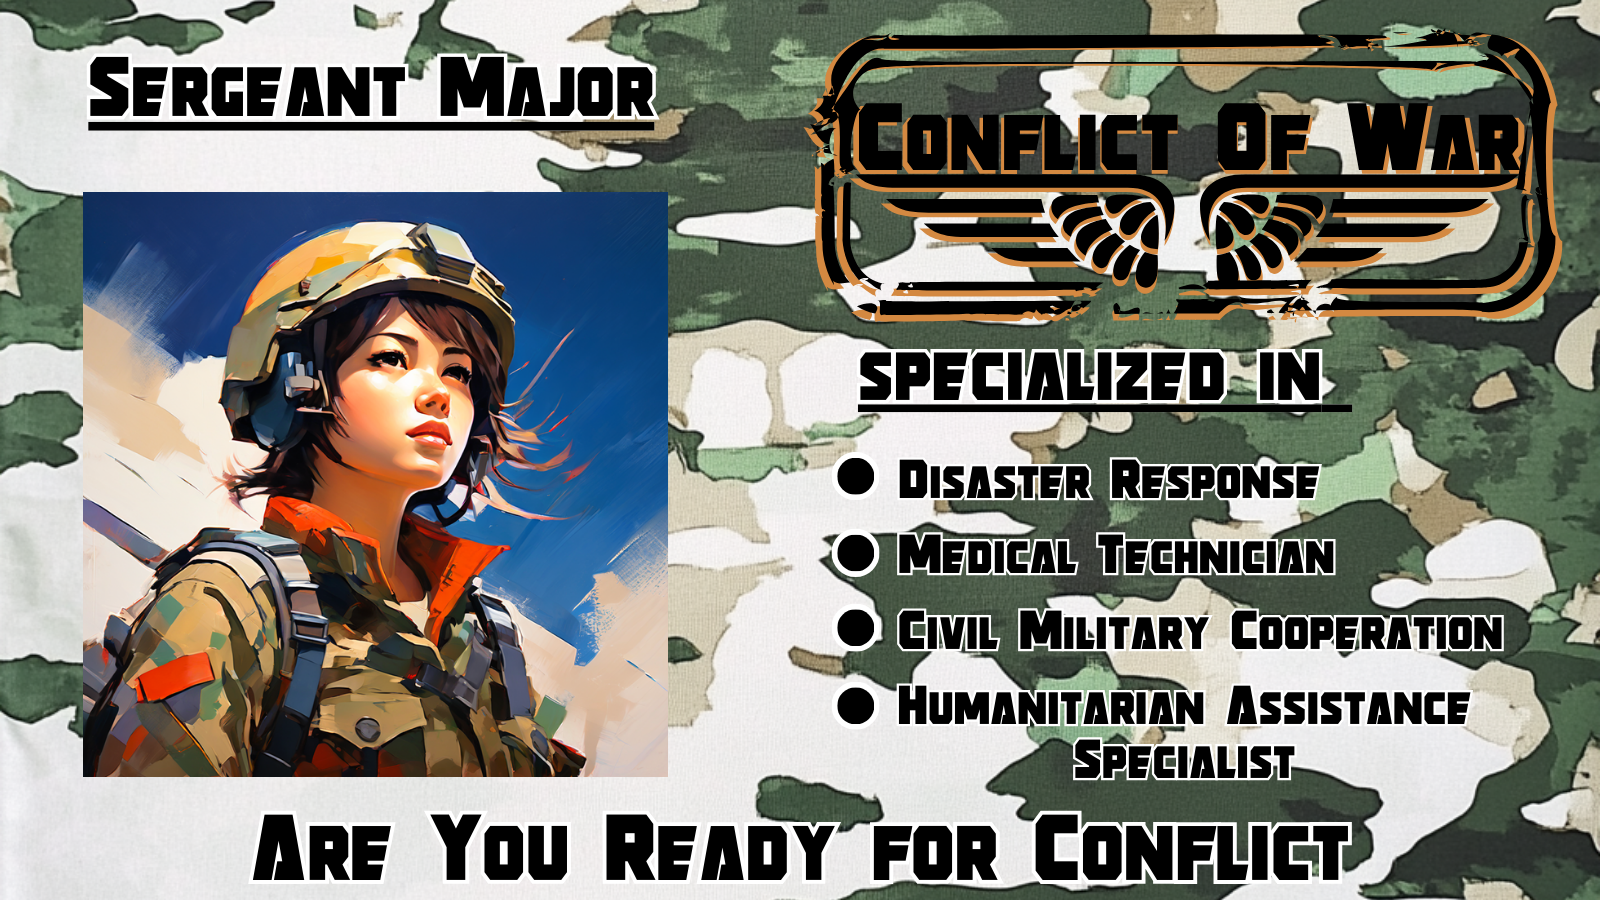 Sergeant Major
Conflict Of War
SPECIALIZED IN
Disaster Response
Medical Technician
Civil Military Cooperation
Humanitarian Assistance
Specialist
Are You Ready for Conflict